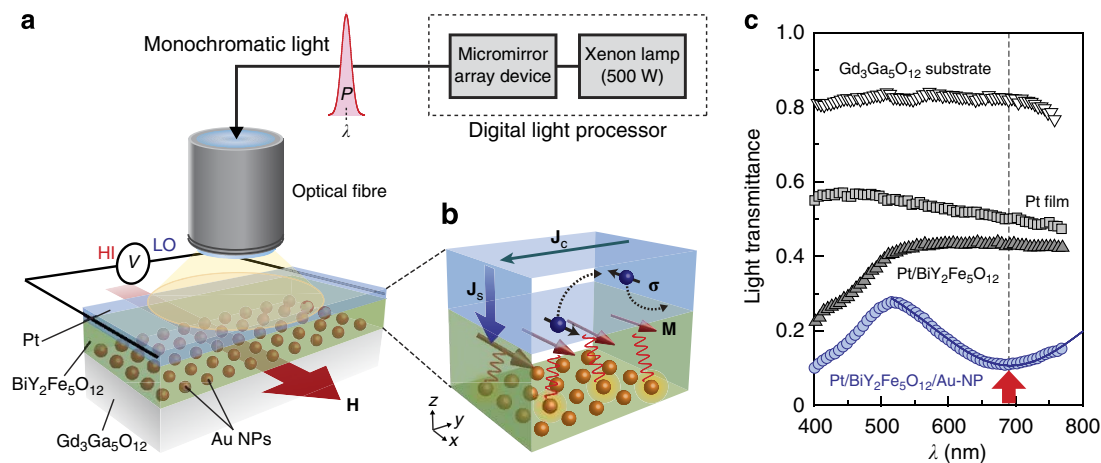 a
Monochromatic light
P
λ
Micromirror
array device
Xenon lamp
(500 W)
Digital light processor
Optical fibre
HI
LO
V
Pt
BiY₂Fe₅O₁₂
Gd₃Ga₅O₁₂
Au NPs
H
b
J_C
J_S
σ
M
z
y
x
c
Light transmittance
1.0
0.8
0.6
0.4
0.2
0
Gd₃Ga₅O₁₂ substrate
Pt film
Pt/BiY₂Fe₅O₁₂
Pt/BiY₂Fe₅O₁₂/Au-NP
400 500 600 700 800
λ (nm)